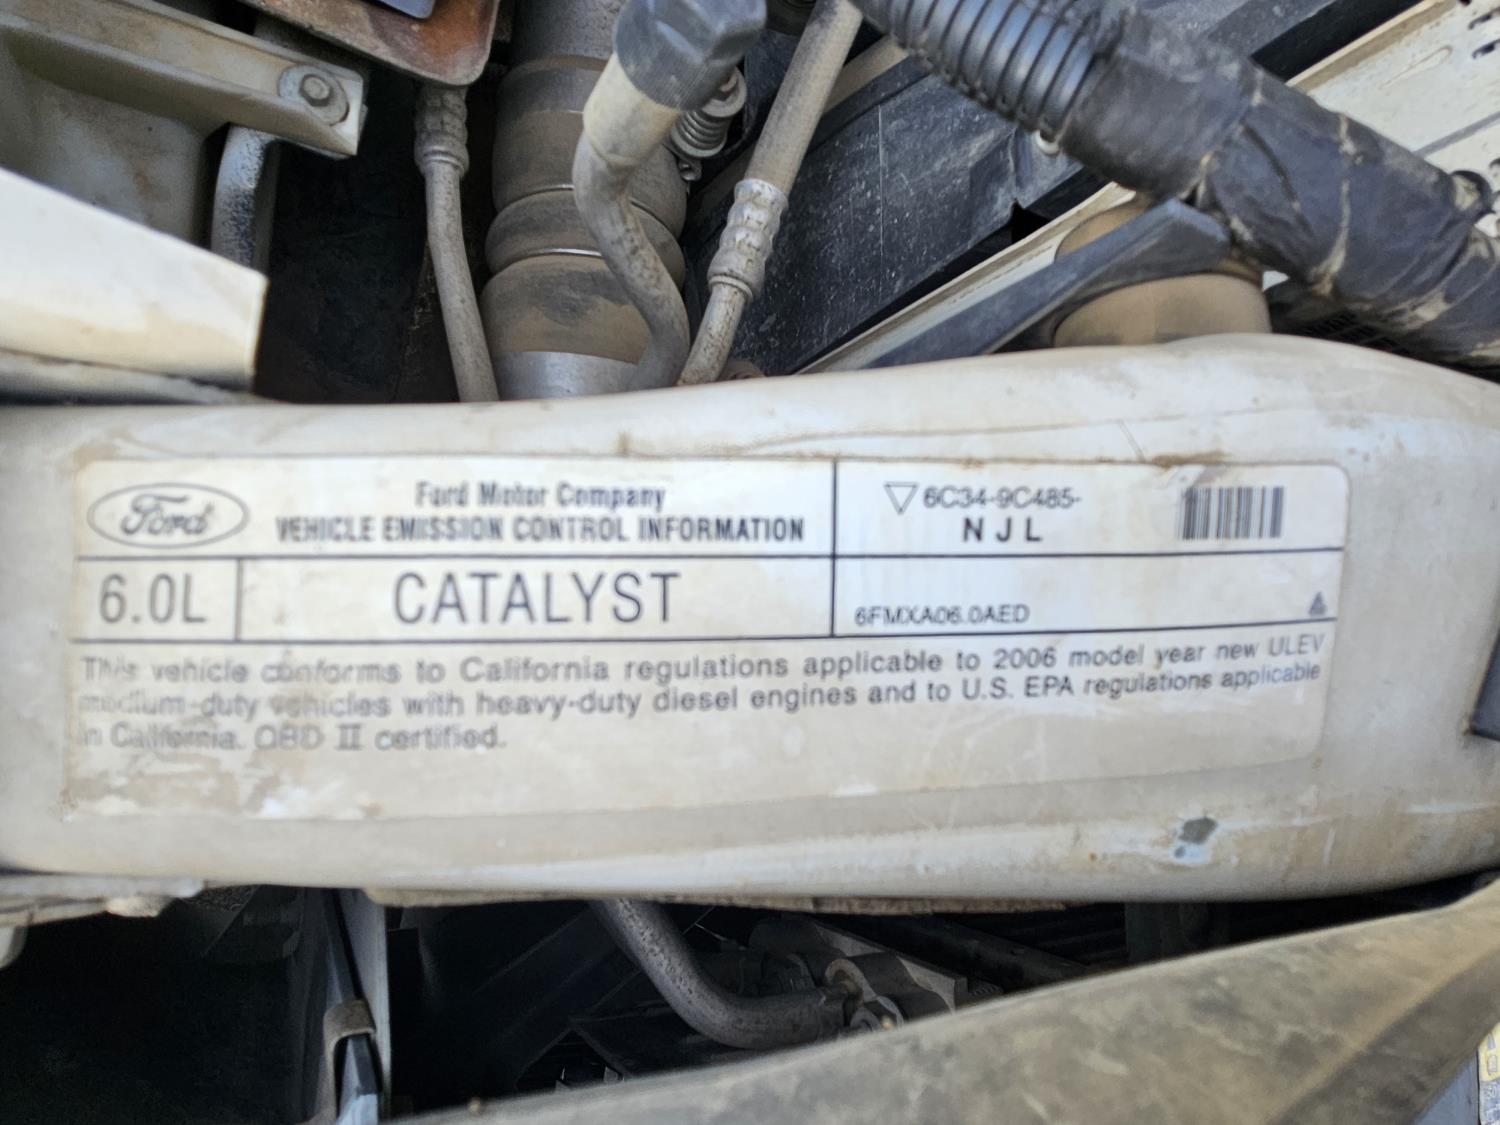 Ford
Ford Motor Company
VEHICLE EMISSION CONTROL INFORMATION
6C34-9C485-
NJL
6.0L
CATALYST
6FMXA06.0AED
This vehicle conforms to California regulations applicable to 2006 model year new ULEV
medium-duty vehicles with heavy-duty diesel engines and to U.S. EPA regulations applicable
in California. OBD II certified.